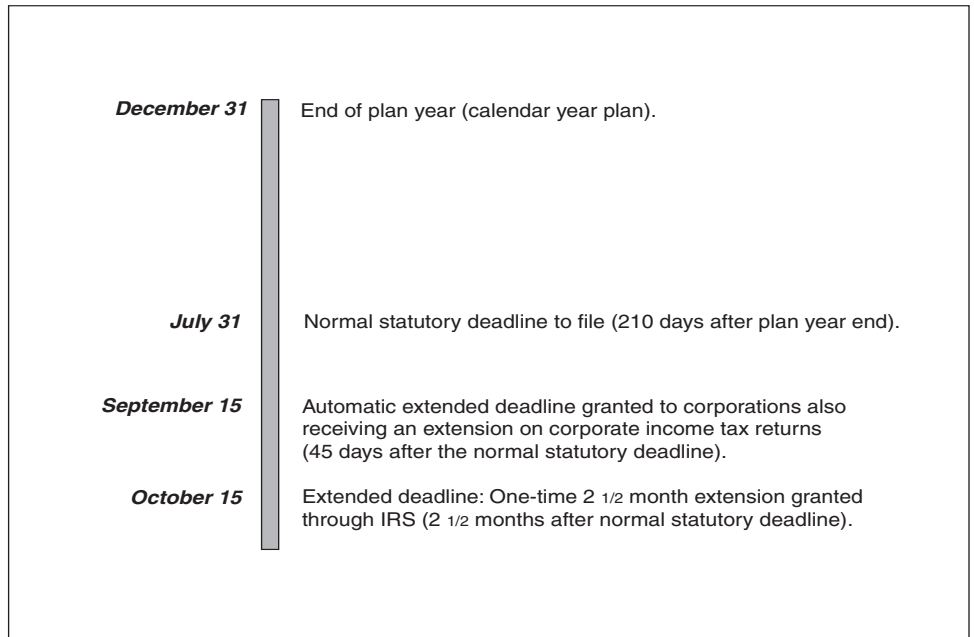 December 31 End of plan year (calendar year plan).
July 31 Normal statutory deadline to file (210 days after plan year end).
September 15 Automatic extended deadline granted to corporations also
receiving an extension on corporate income tax returns
(45 days after the normal statutory deadline).
October 15 Extended deadline: One-time 2 1/2 month extension granted
through IRS (2 1/2 months after normal statutory deadline).